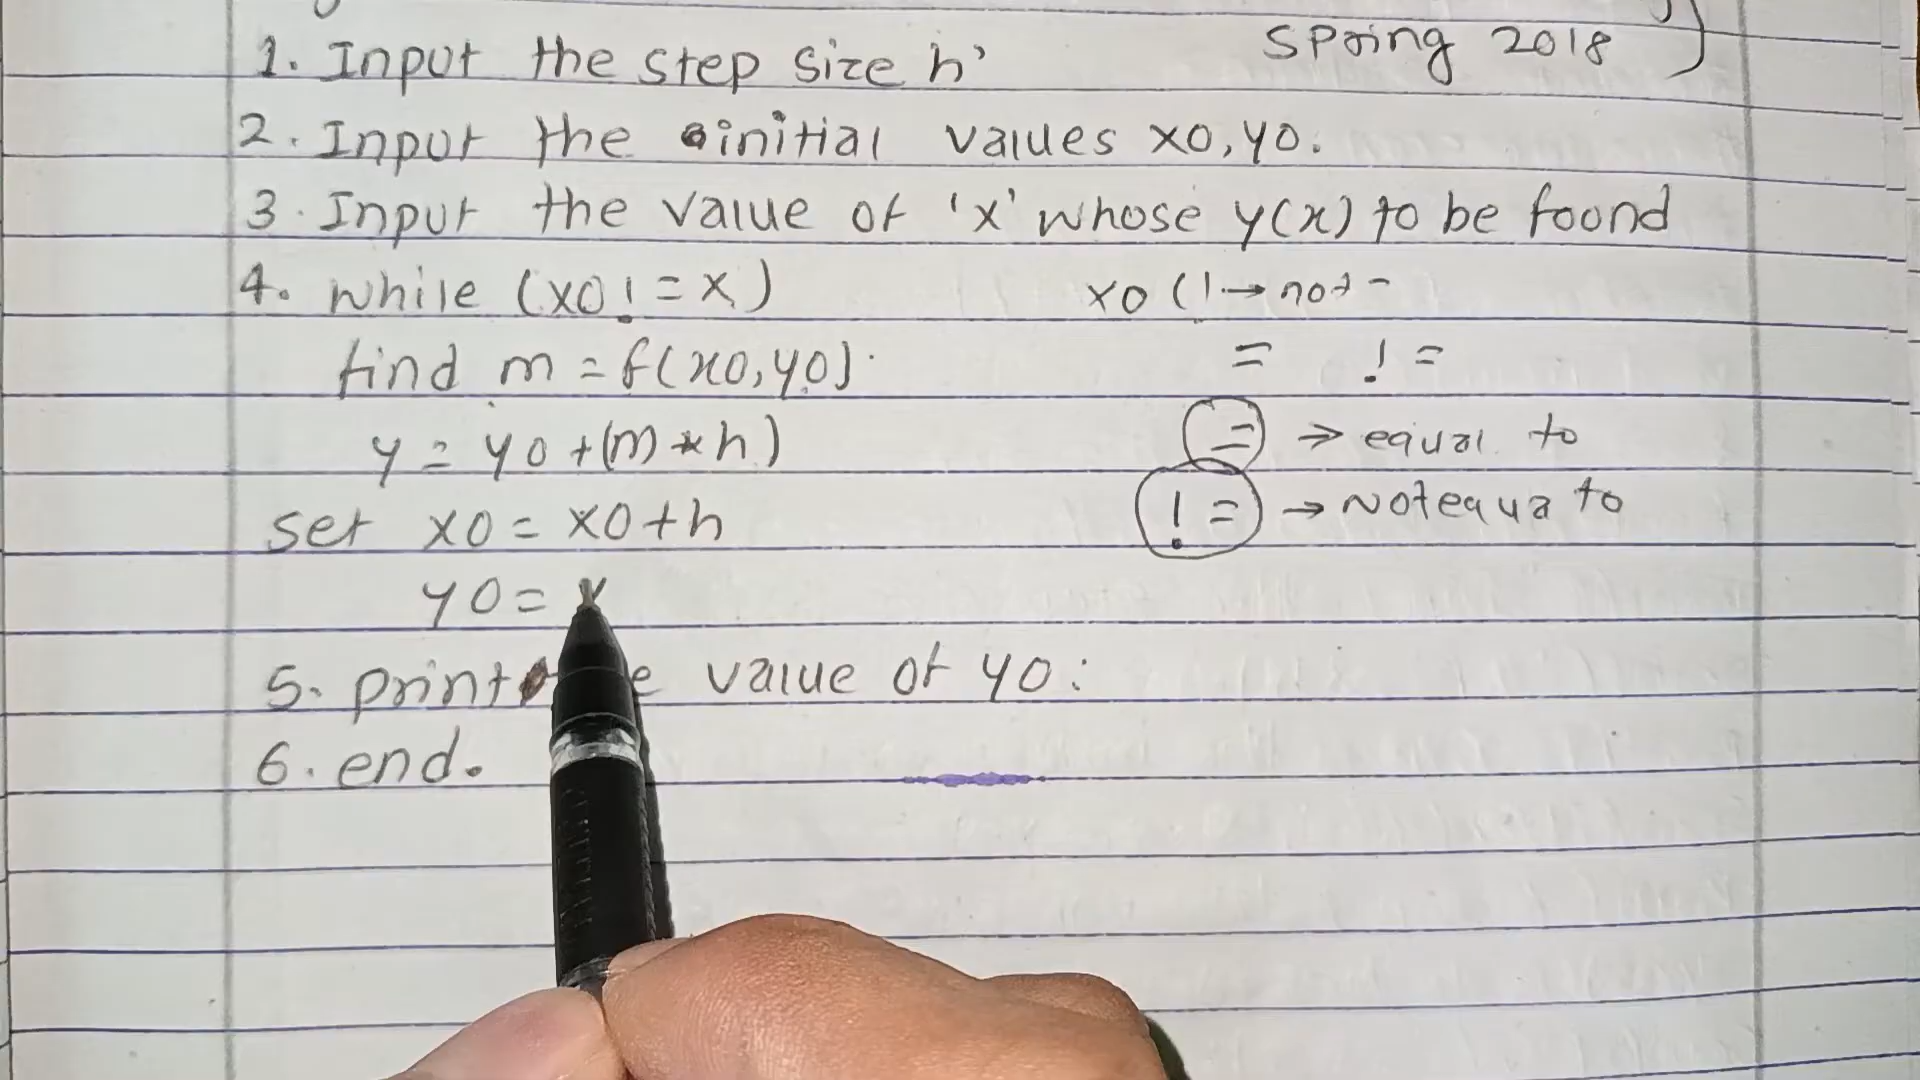 1. Input the step size h'
spring 2018 )
2. Input the initial values x0, y0.
3. Input the value of 'x' whose y(x) to be found
4. while (x0 != x)
x0 (! → not -
find m = f(x0, y0).
= ! =
y = y0 + (m * h)
= → equal to
set x0 = x0 + h
! = → Not equa to
y0 = y
5. print value of y0:
6. end.